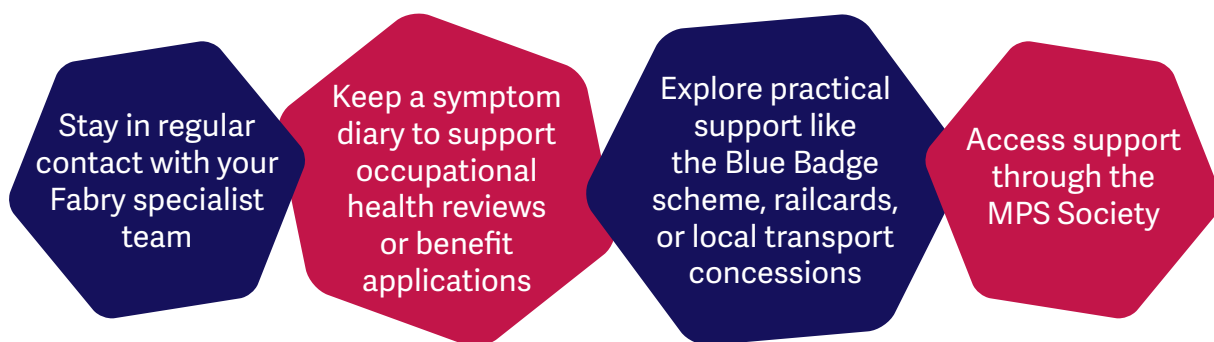 Stay in regular
contact with your
Fabry specialist
team
Keep a symptom
diary to support
occupational
health reviews
or benefit
applications
Explore practical
support like
the Blue Badge
scheme, railcards,
or local transport
concessions
Access support
through the
MPS Society